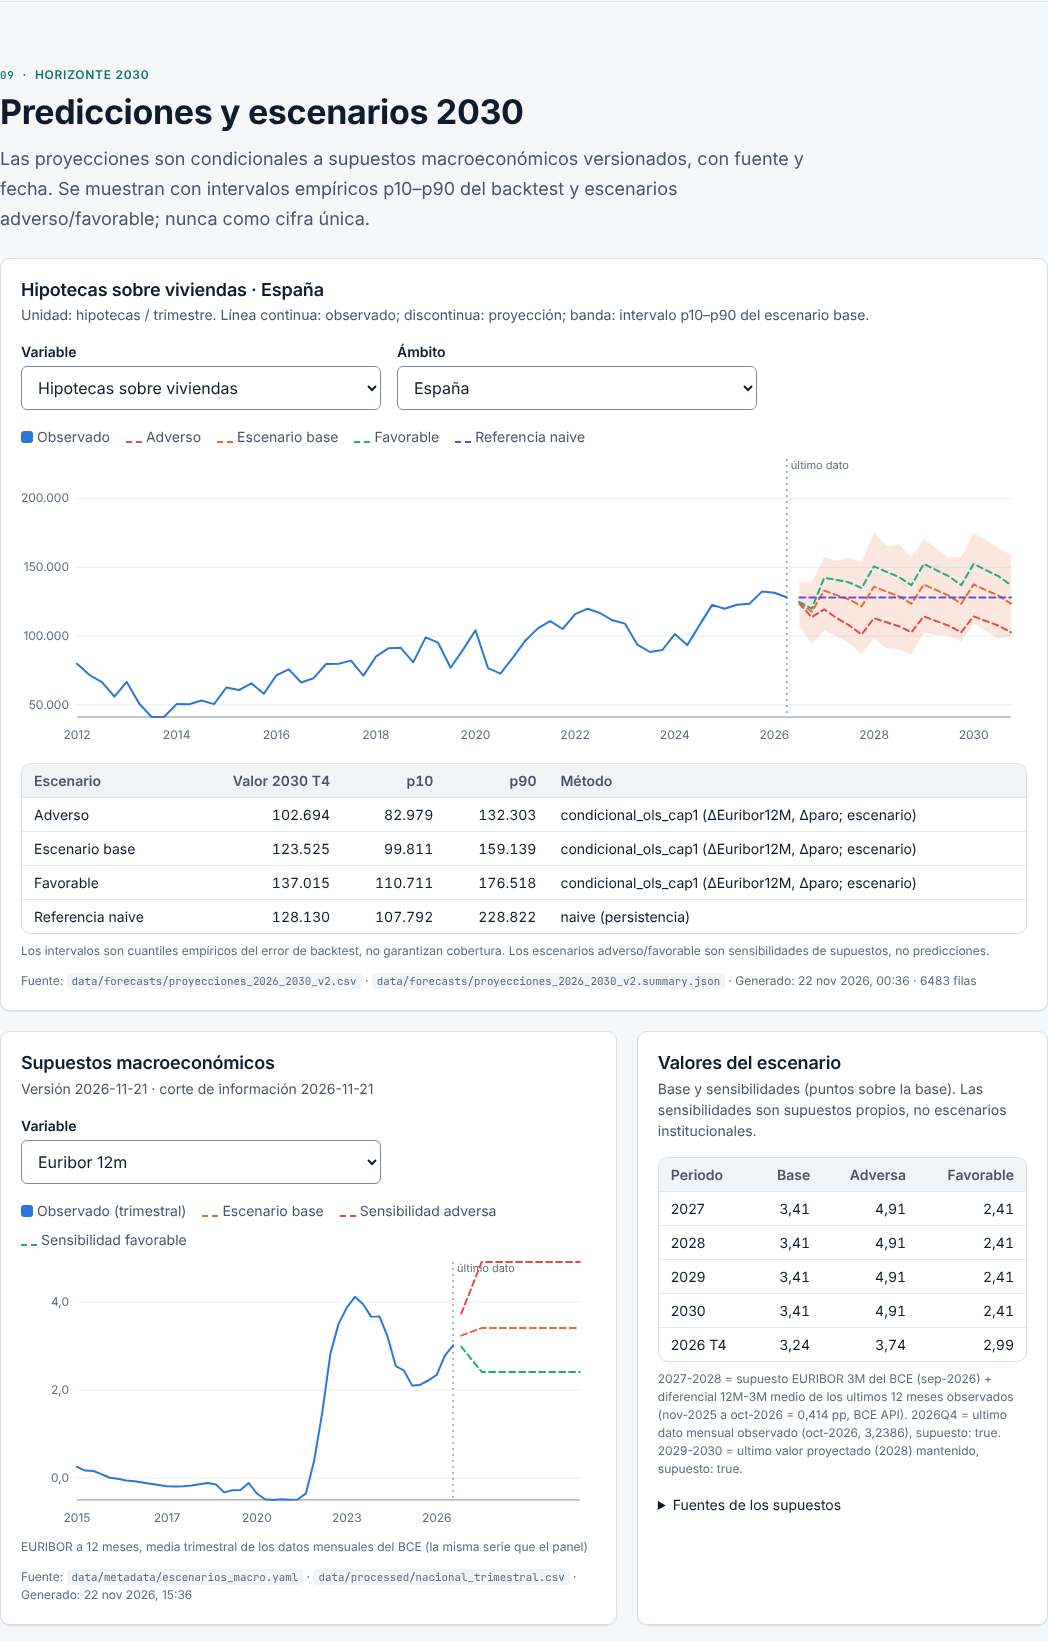 09 · HORIZONTE 2030
Predicciones y escenarios 2030
Las proyecciones son condicionales a supuestos macroeconómicos versionados, con fuente y
fecha. Se muestran con intervalos empíricos p10–p90 del backtest y escenarios
adverso/favorable; nunca como cifra única.
Hipotecas sobre viviendas · España
Unidad: hipotecas / trimestre. Línea continua: observado; discontinua: proyección; banda: intervalo p10–p90 del escenario base.
Variable Ámbito
Hipotecas sobre viviendas España
Observado Adverso Escenario base Favorable Referencia naive
último dato
200.000
150.000
100.000
50.000
2012 2014 2016 2018 2020 2022 2024 2026 2028 2030
Escenario Valor 2030 T4 p10 p90 Método
Adverso 102.694 82.979 132.303 condicional_ols_cap1 (ΔEuribor12M, Δparo; escenario)
Escenario base 123.525 99.811 159.139 condicional_ols_cap1 (ΔEuribor12M, Δparo; escenario)
Favorable 137.015 110.711 176.518 condicional_ols_cap1 (ΔEuribor12M, Δparo; escenario)
Referencia naive 128.130 107.792 228.822 naive (persistencia)
Los intervalos son cuantiles empíricos del error de backtest, no garantizan cobertura. Los escenarios adverso/favorable son sensibilidades de supuestos, no predicciones.
Fuente: data/forecasts/proyecciones_2026_2030_v2.csv · data/forecasts/proyecciones_2026_2030_v2.summary.json · Generado: 22 nov 2026, 00:36 · 6483 filas
Supuestos macroeconómicos
Versión 2026-11-21 · corte de información 2026-11-21
Variable
Euribor 12m
Observado (trimestral) Escenario base Sensibilidad adversa
Sensibilidad favorable
último dato
4,0
2,0
0,0
2015 2017 2020 2023 2026
EURIBOR a 12 meses, media trimestral de los datos mensuales del BCE (la misma serie que el panel)
Fuente: data/metadata/escenarios_macro.yaml · data/processed/nacional_trimestral.csv ·
Generado: 22 nov 2026, 15:36
Valores del escenario
Base y sensibilidades (puntos sobre la base). Las
sensibilidades son supuestos propios, no escenarios
institucionales.
Periodo Base Adversa Favorable
2027 3,41 4,91 2,41
2028 3,41 4,91 2,41
2029 3,41 4,91 2,41
2030 3,41 4,91 2,41
2026 T4 3,24 3,74 2,99
2027-2028 = supuesto EURIBOR 3M del BCE (sep-2026) +
diferencial 12M-3M medio de los ultimos 12 meses observados
(nov-2025 a oct-2026 = 0,414 pp, BCE API). 2026Q4 = ultimo
dato mensual observado (oct-2026, 3,2386), supuesto: true.
2029-2030 = ultimo valor proyectado (2028) mantenido,
supuesto: true.
Fuentes de los supuestos